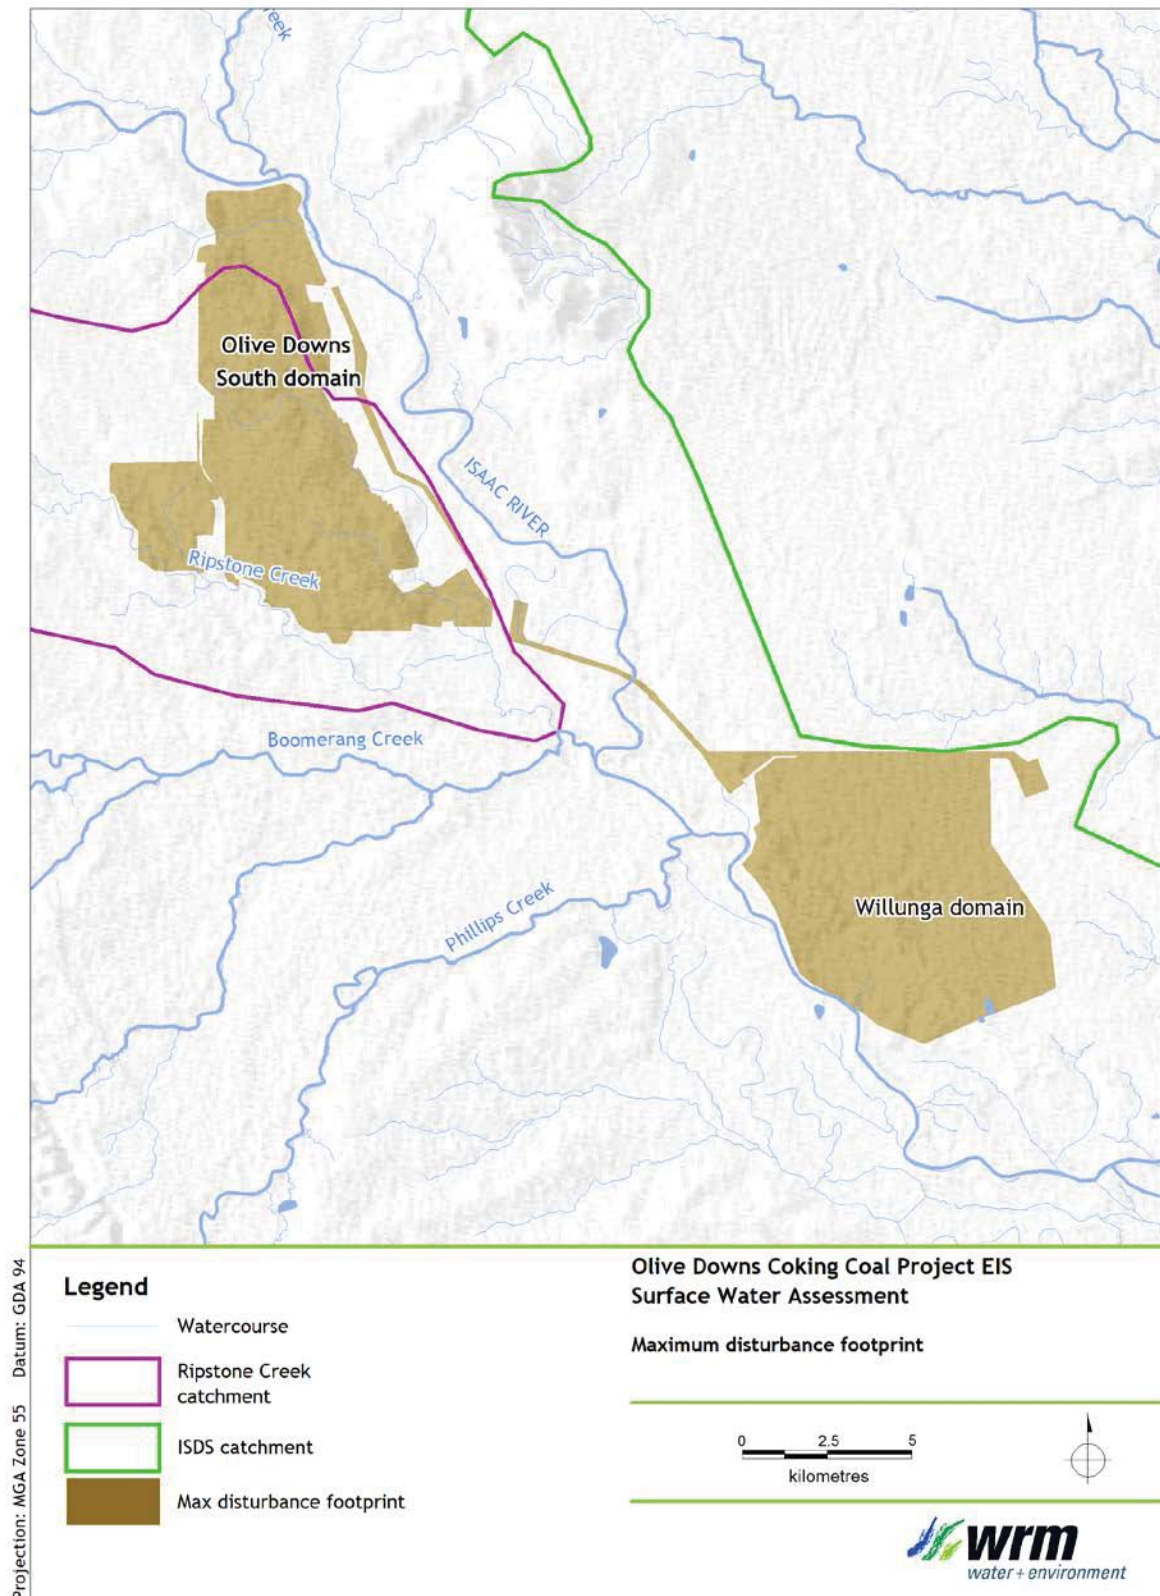 reek
Olive Downs
South domain
ISAAC RIVER
Ripstone Creek
Boomerang Creek
Willunga domain
Phillips Creek
Projection: MGA Zone 55 Datum: GDA 94
Legend
Watercourse
Ripstone Creek
catchment
ISDS catchment
Max disturbance footprint
Olive Downs Coking Coal Project EIS
Surface Water Assessment
Maximum disturbance footprint
0 2.5 5
kilometres
wrm
water + environment